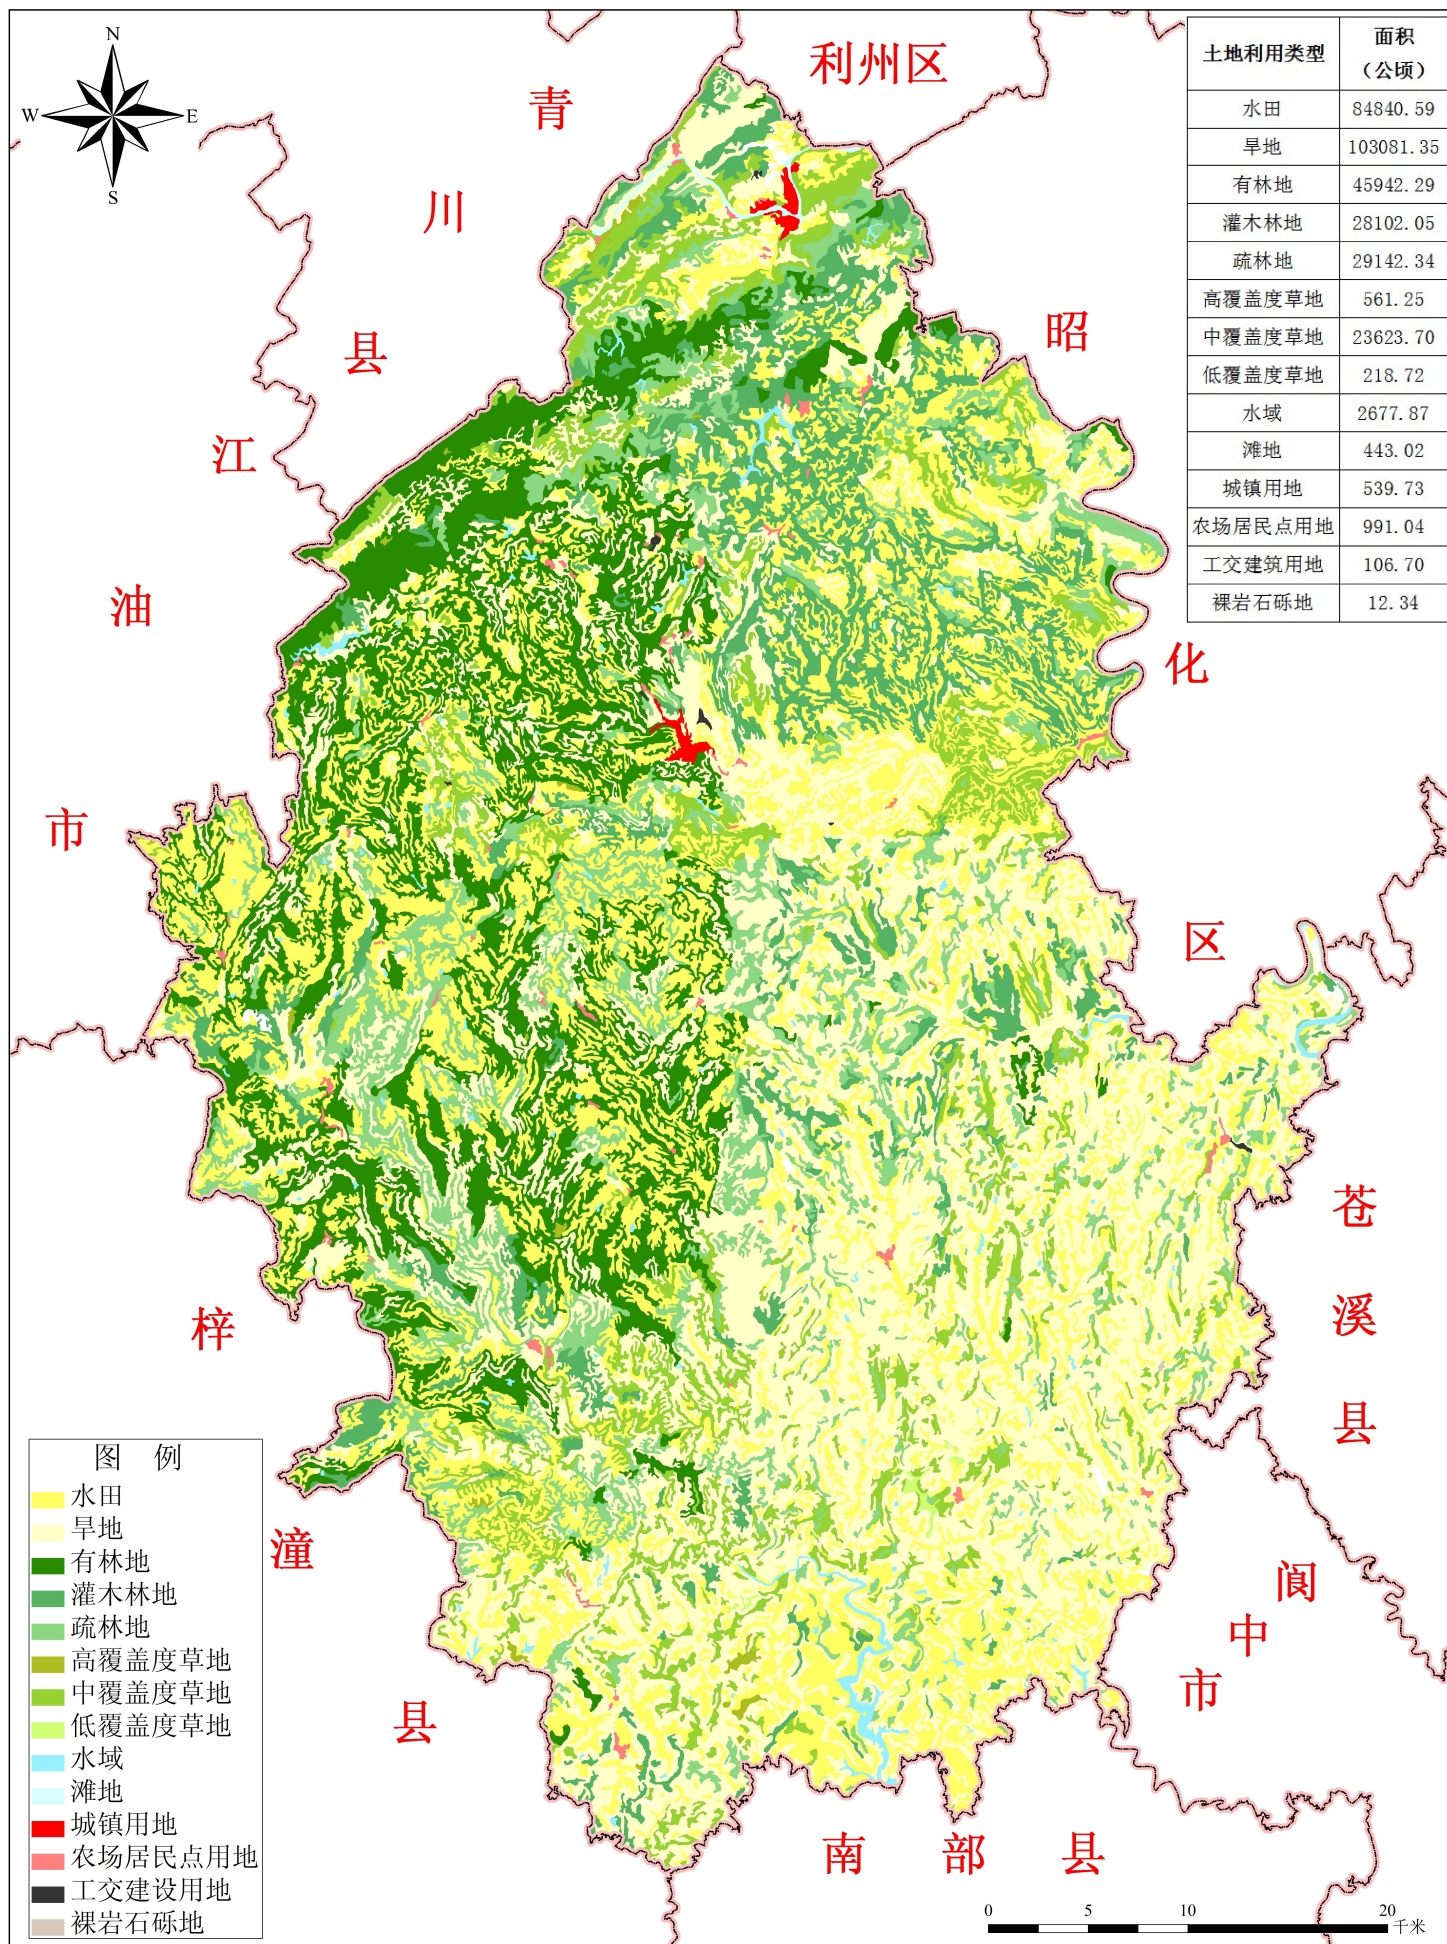 N
W
E
S
利州区
青
川
县
江
油
市
昭
化
区
苍
溪
县
阆
中
市
梓
潼
县
南部县
土地利用类型 面积（公顷）
水田 84840.59
旱地 103081.35
有林地 45942.29
灌木林地 28102.05
疏林地 29142.34
高覆盖度草地 561.25
中覆盖度草地 23623.70
低覆盖度草地 218.72
水域 2677.87
滩地 443.02
城镇用地 539.73
农场居民点用地 991.04
工交建筑用地 106.70
裸岩石砾地 12.34
图 例
水田
旱地
有林地
灌木林地
疏林地
高覆盖度草地
中覆盖度草地
低覆盖度草地
水域
滩地
城镇用地
农场居民点用地
工交建设用地
裸岩石砾地
0 5 10 20
千米